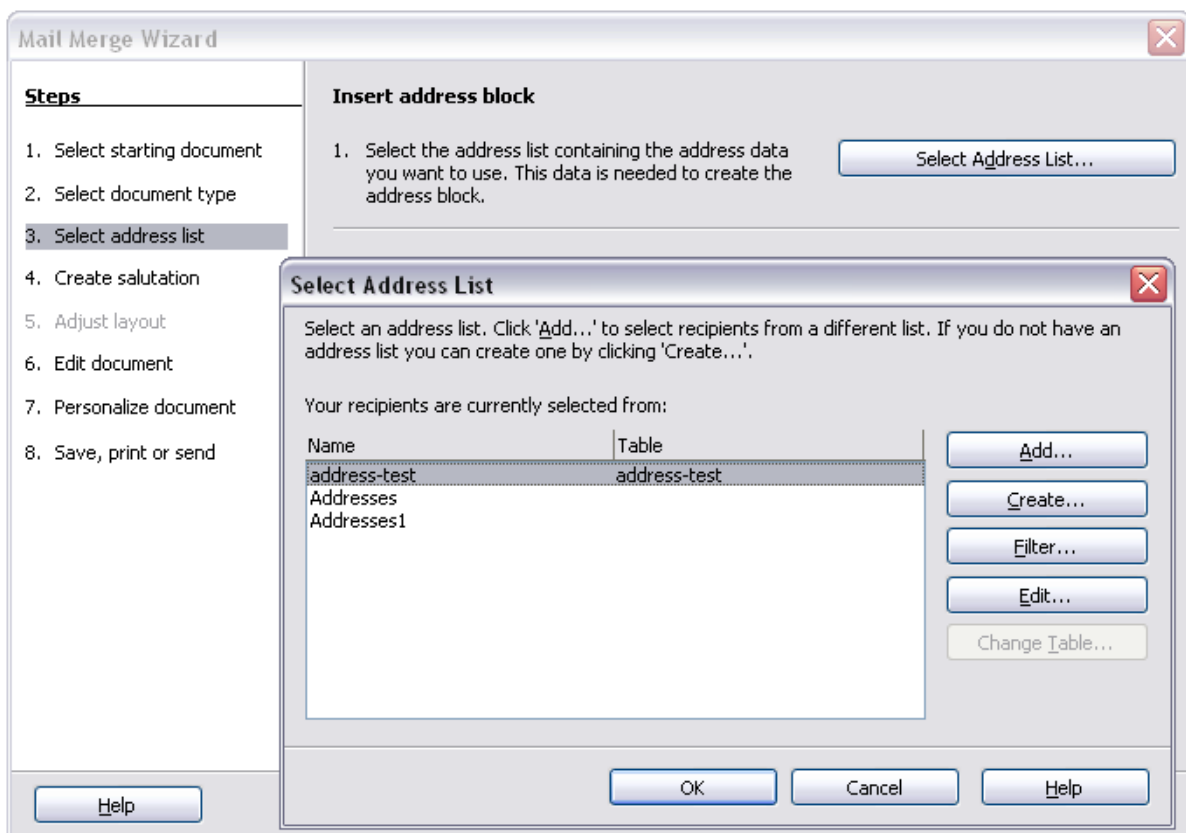 Mail Merge Wizard
Steps
1. Select starting document
2. Select document type
3. Select address list
4. Create salutation
5. Adjust layout
6. Edit document
7. Personalize document
8. Save, print or send
Help
Insert address block
1. Select the address list containing the address data
you want to use. This data is needed to create the
address block.
Select Address List...
Select Address List
Select an address list. Click 'Add...' to select recipients from a different list. If you do not have an
address list you can create one by clicking 'Create...'.
Your recipients are currently selected from:
Name Table
address-test address-test
Addresses
Addresses1
Add...
Create...
Filter...
Edit...
Change Table...
OK Cancel Help